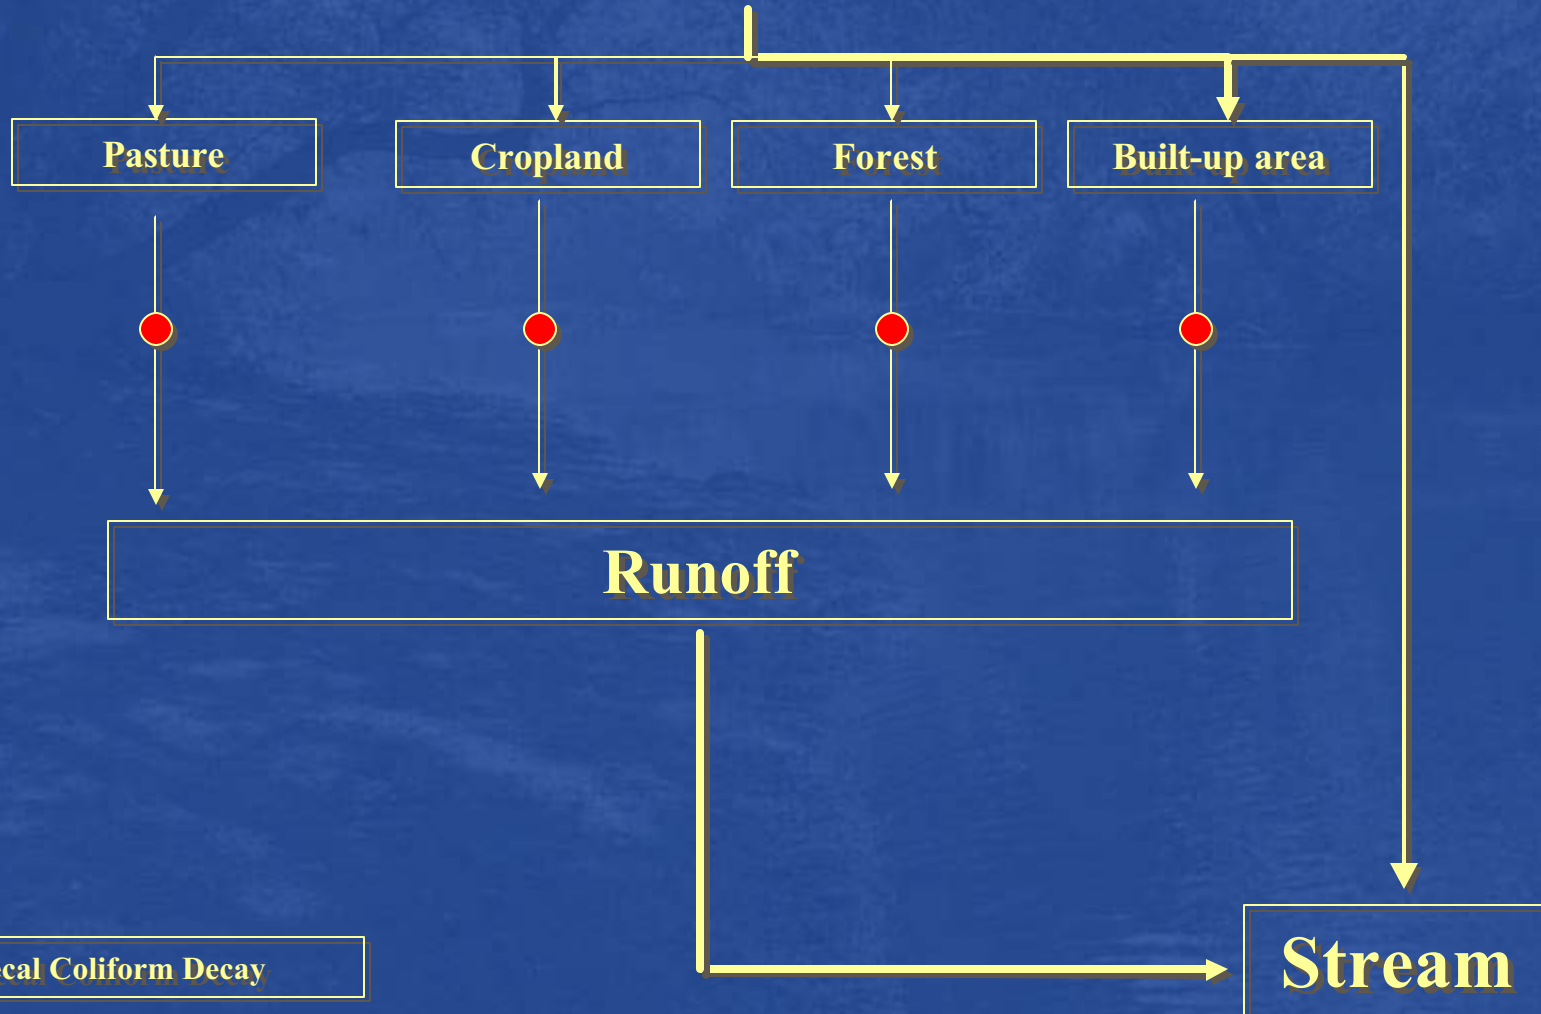 Pasture
Cropland
Forest
Built-up area
Runoff
Coliform Decay
Stream